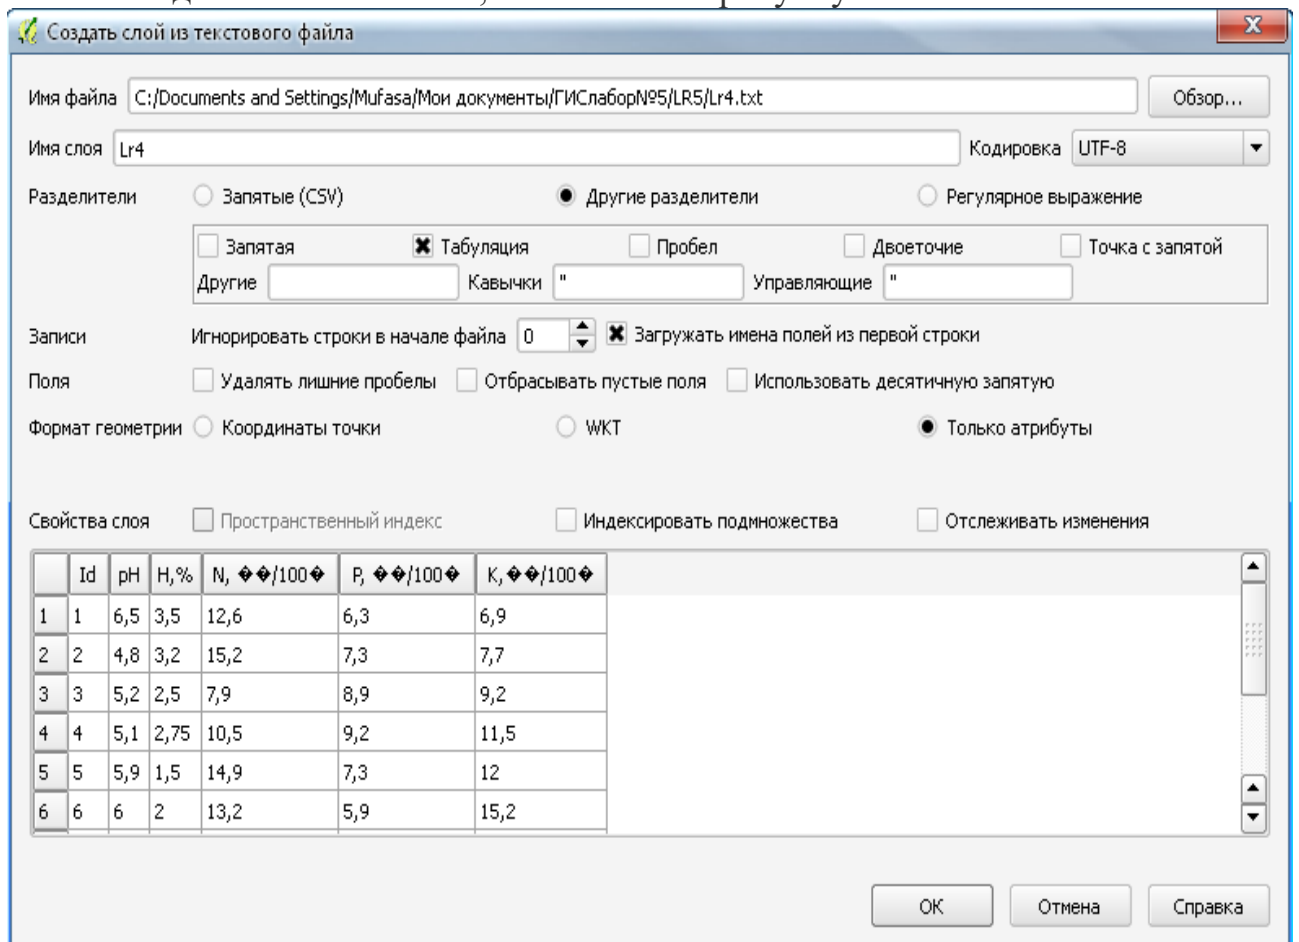 Создать слой из текстового файла
Имя файла C:/Documents and Settings/Mufasa/Мои документы/ГИСлабор№5/LR5/Lr4.txt Обзор...
Имя слоя Lr4 Кодировка UTF-8
Разделители Запятые (CSV) Другие разделители Регулярное выражение
Запятая Табуляция Пробел Двоеточие Точка с запятой
Другие Кавычки " Управляющие "
Записи Игнорировать строки в начале файла 0 Загружать имена полей из первой строки
Поля Удалять лишние пробелы Отбрасывать пустые поля Использовать десятичную запятую
Формат геометрии Координаты точки WKT Только атрибуты
Свойства слоя Пространственный индекс Индексировать подмножества Отслеживать изменения
Id pH H,% N, ��/100� P, ��/100� K,��/100�
1 1 6,5 3,5 12,6 6,3 6,9
2 2 4,8 3,2 15,2 7,3 7,7
3 3 5,2 2,5 7,9 8,9 9,2
4 4 5,1 2,75 10,5 9,2 11,5
5 5 5,9 1,5 14,9 7,3 12
6 6 6 2 13,2 5,9 15,2
OK Отмена Справка